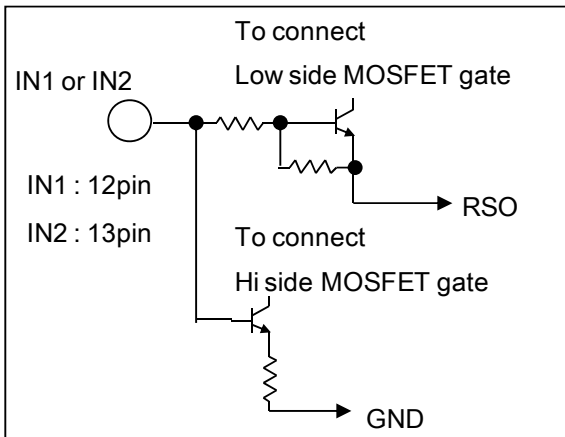 To connect
Low side MOSFET gate
IN1 or IN2
IN1 : 12pin
IN2 : 13pin
RSO
To connect
Hi side MOSFET gate
GND